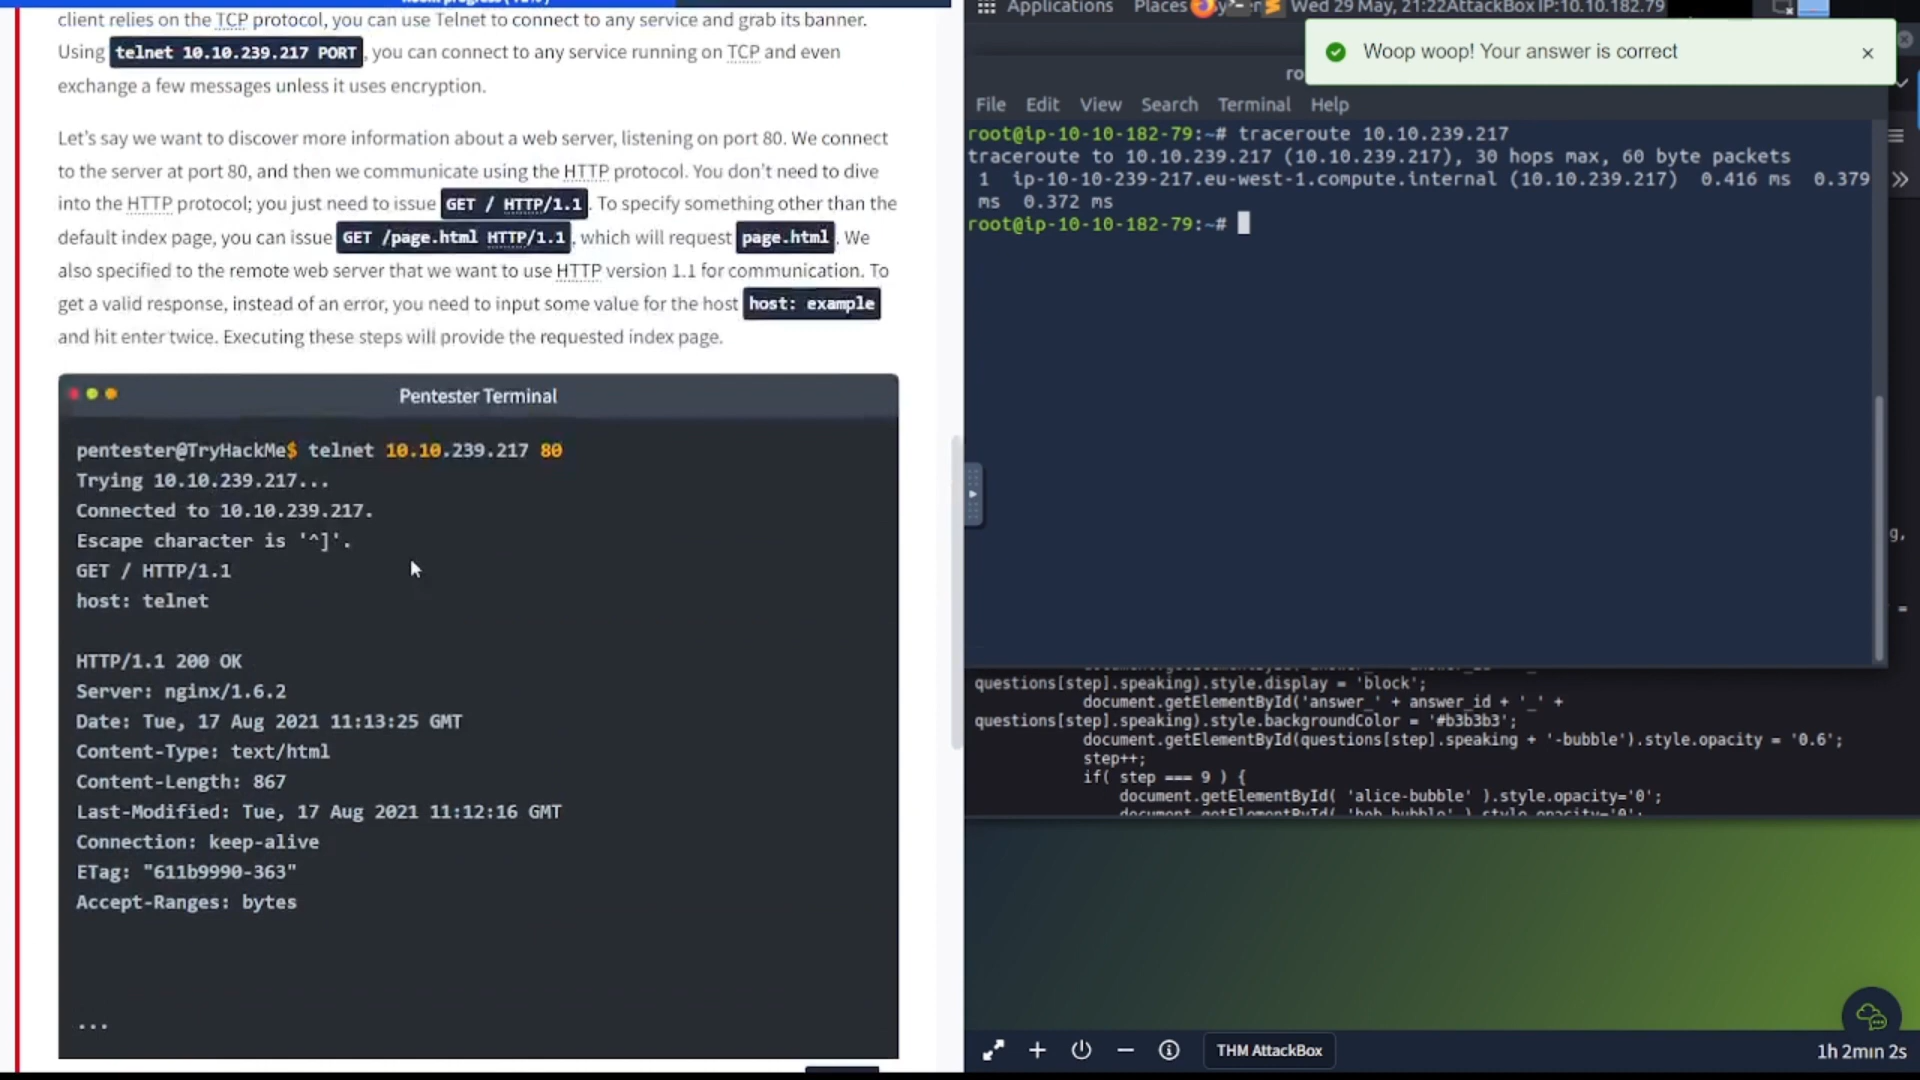 client relies on the TCP protocol, you can use Telnet to connect to any service and grab its banner.
Using telnet 10.10.239.217 PORT, you can connect to any service running on TCP and even
exchange a few messages unless it uses encryption.
Let's say we want to discover more information about a web server, listening on port 80. We connect
to the server at port 80, and then we communicate using the HTTP protocol. You don't need to dive
into the HTTP protocol; you just need to issue GET / HTTP/1.1. To specify something other than the
default index page, you can issue GET /page.html HTTP/1.1, which will request page.html. We
also specified to the remote web server that we want to use HTTP version 1.1 for communication. To
get a valid response, instead of an error, you need to input some value for the host host: example
and hit enter twice. Executing these steps will provide the requested index page.
Pentester Terminal
pentester@TryHackMe$ telnet 10.10.239.217 80
Trying 10.10.239.217...
Connected to 10.10.239.217.
Escape character is '^]'.
GET / HTTP/1.1
host: telnet
HTTP/1.1 200 OK
Server: nginx/1.6.2
Date: Tue, 17 Aug 2021 11:13:25 GMT
Content-Type: text/html
Content-Length: 867
Last-Modified: Tue, 17 Aug 2021 11:12:16 GMT
Connection: keep-alive
ETag: "611b9990-363"
Accept-Ranges: bytes
...
Applications Places Wed 29 May, 21:22 AttackBox IP:10.10.182.79
Woop woop! Your answer is correct
File Edit View Search Terminal Help
root@ip-10-10-182-79:~# traceroute 10.10.239.217
traceroute to 10.10.239.217 (10.10.239.217), 30 hops max, 60 byte packets
1 ip-10-10-239-217.eu-west-1.compute.internal (10.10.239.217) 0.416 ms 0.379
ms 0.372 ms
root@ip-10-10-182-79:~#
questions[step].speaking).style.display = 'block';
document.getElementById('answer_' + answer_id + '_' +
questions[step].speaking).style.backgroundColor = '#b3b3b3';
document.getElementById(questions[step].speaking + '-bubble').style.opacity = '0.6';
step++;
if( step === 9 ) {
document.getElementById( 'alice-bubble' ).style.opacity='0';
THM AttackBox
1h 2min 2s